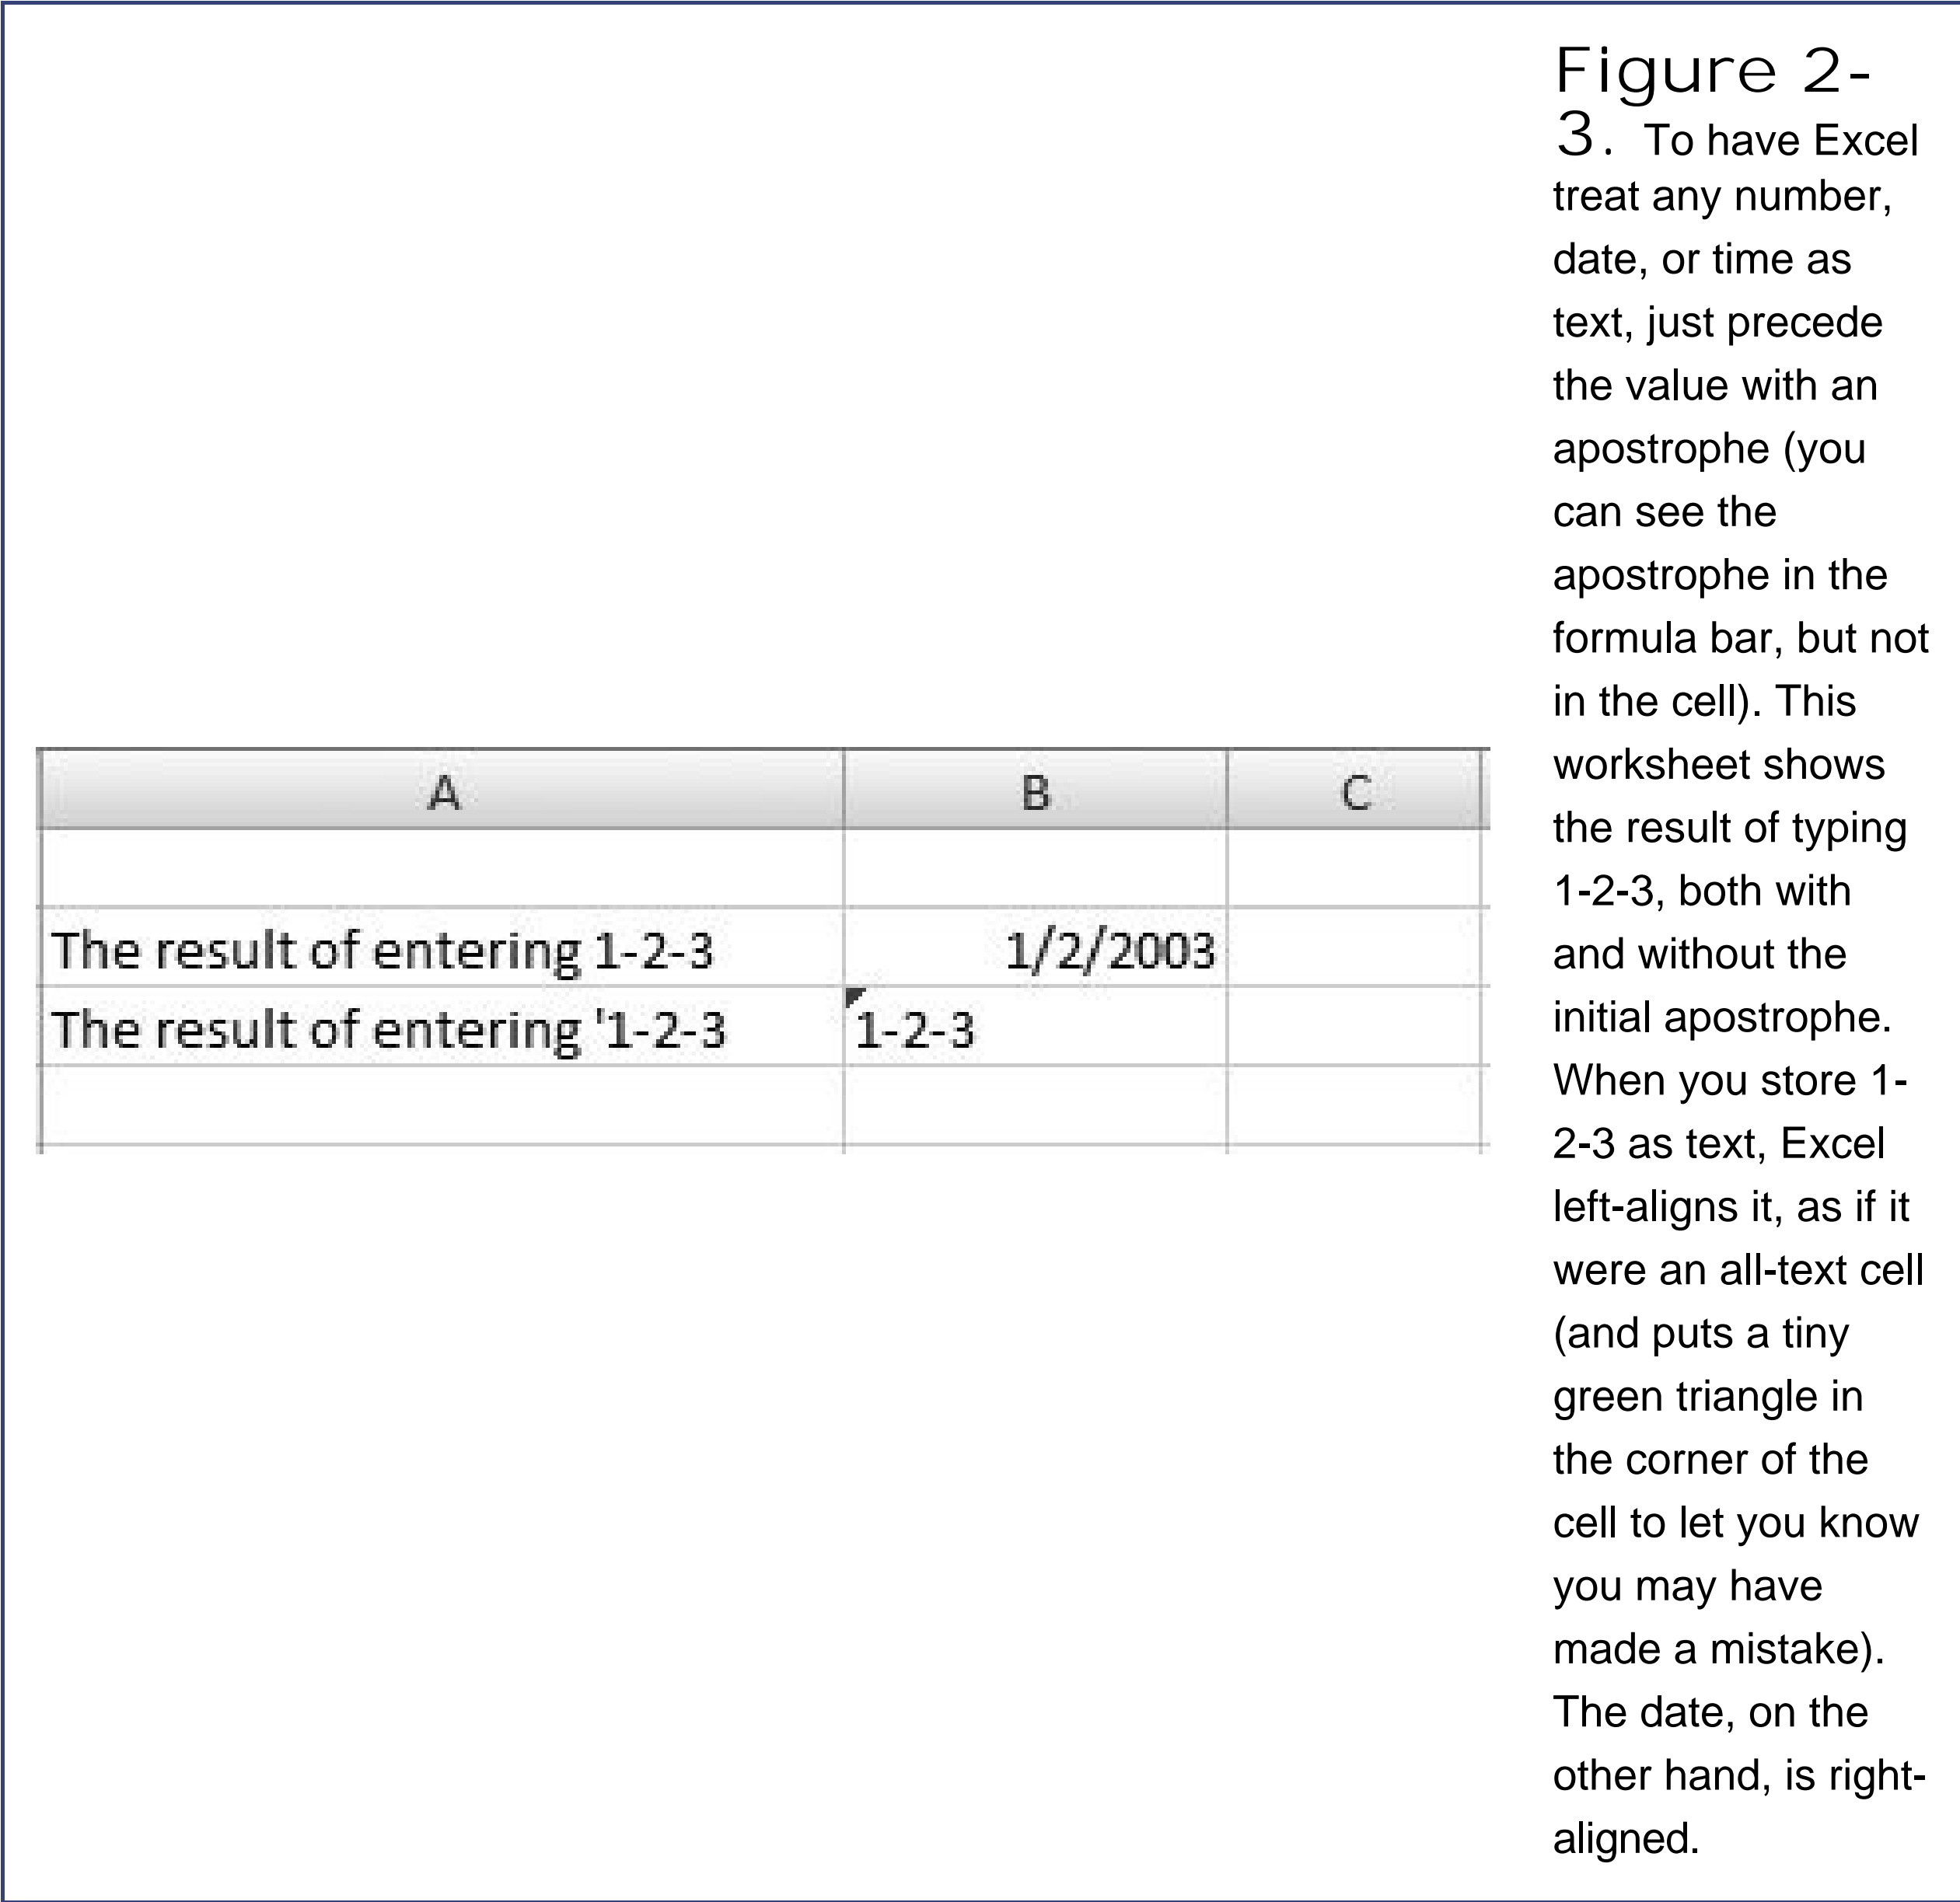 Figure 2-
3. To have Excel
treat any number,
date, or time as
text, just precede
the value with an
apostrophe (you
can see the
apostrophe in the
formula bar, but not
in the cell). This
worksheet shows
the result of typing
1-2-3, both with
and without the
initial apostrophe.
When you store 1-
2-3 as text, Excel
left-aligns it, as if it
were an all-text cell
(and puts a tiny
green triangle in
the corner of the
cell to let you know
you may have
made a mistake).
The date, on the
other hand, is right-
aligned.
A B C
The result of entering 1-2-3 1/2/2003
The result of entering '1-2-3 1-2-3